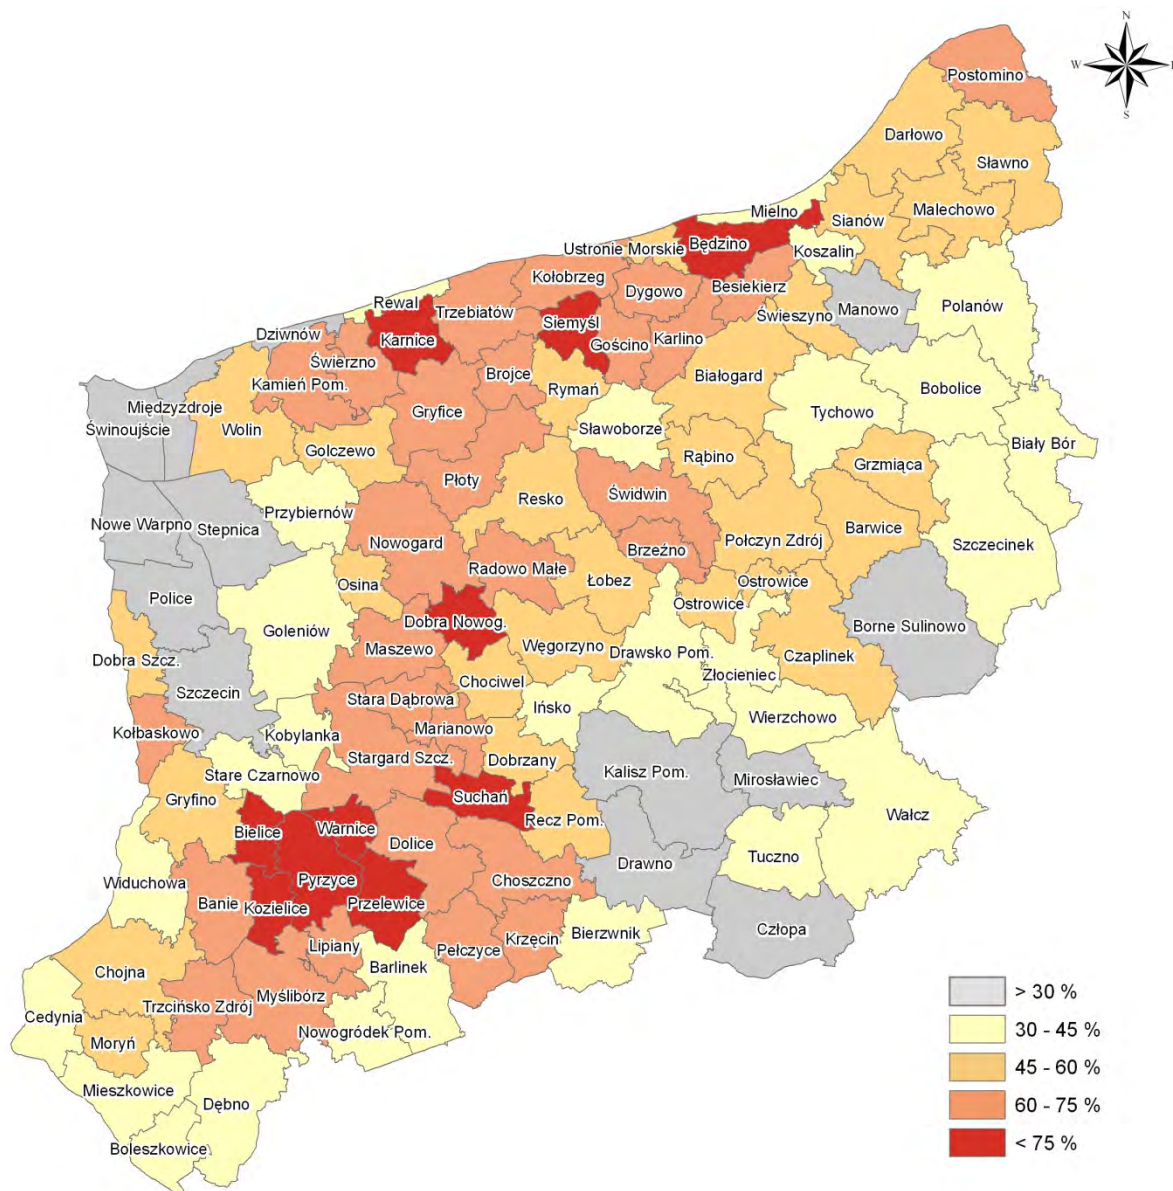 N
W
E
S
Postomino
Darłowo
Sławno
Mielno
Sianów
Malechowo
Ustronie Morskie
Będzino
Koszalin
Kołobrzeg
Dygowo
Besiekierz
Manowo
Polanów
Rewal
Trzebiatów
Siemyśl
Świeszyno
Dziwnów
Karnice
Gościno
Karlino
Świerzno
Brojce
Białogard
Kamień Pom.
Rymań
Bobolice
Międzyzdroje
Gryfice
Tychowo
Świnoujście
Wolin
Sławoborze
Biały Bór
Golczewo
Rąbino
Grzmiąca
Płoty
Resko
Świdwin
Nowe Warpno
Stepnica
Przybiernów
Barwice
Nowogard
Połczyn Zdrój
Szczecinek
Brzeźno
Radowo Małe
Osina
Łobez
Ostrowice
Police
Ostrowice
Dobra Nowog.
Goleniów
Borne Sulinowo
Maszewo
Węgorzyno
Drawsko Pom.
Czaplinek
Dobra Szcz.
Złocieniec
Szczecin
Chociwel
Stara Dąbrowa
Ińsko
Wierzchowo
Kołbaskowo
Kobylanka
Marianowo
Stargard Szcz.
Dobrzany
Stare Czarnowo
Kalisz Pom.
Mirosławiec
Gryfino
Suchań
Recz Pom.
Wałcz
Bielice
Warnice
Dolice
Tuczno
Drawno
Widuchowa
Pyrzyce
Choszczno
Banie
Kozielice
Przelewice
Człopa
Lipiany
Krzęcin
Bierzwnik
Pełczyce
Chojna
Barlinek
Trzcińsko Zdrój
Myślibórz
Cedynia
Nowogródek Pom.
Moryń
Mieszkowice
Dębno
Boleszkowice
> 30 %
30 - 45 %
45 - 60 %
60 - 75 %
< 75 %